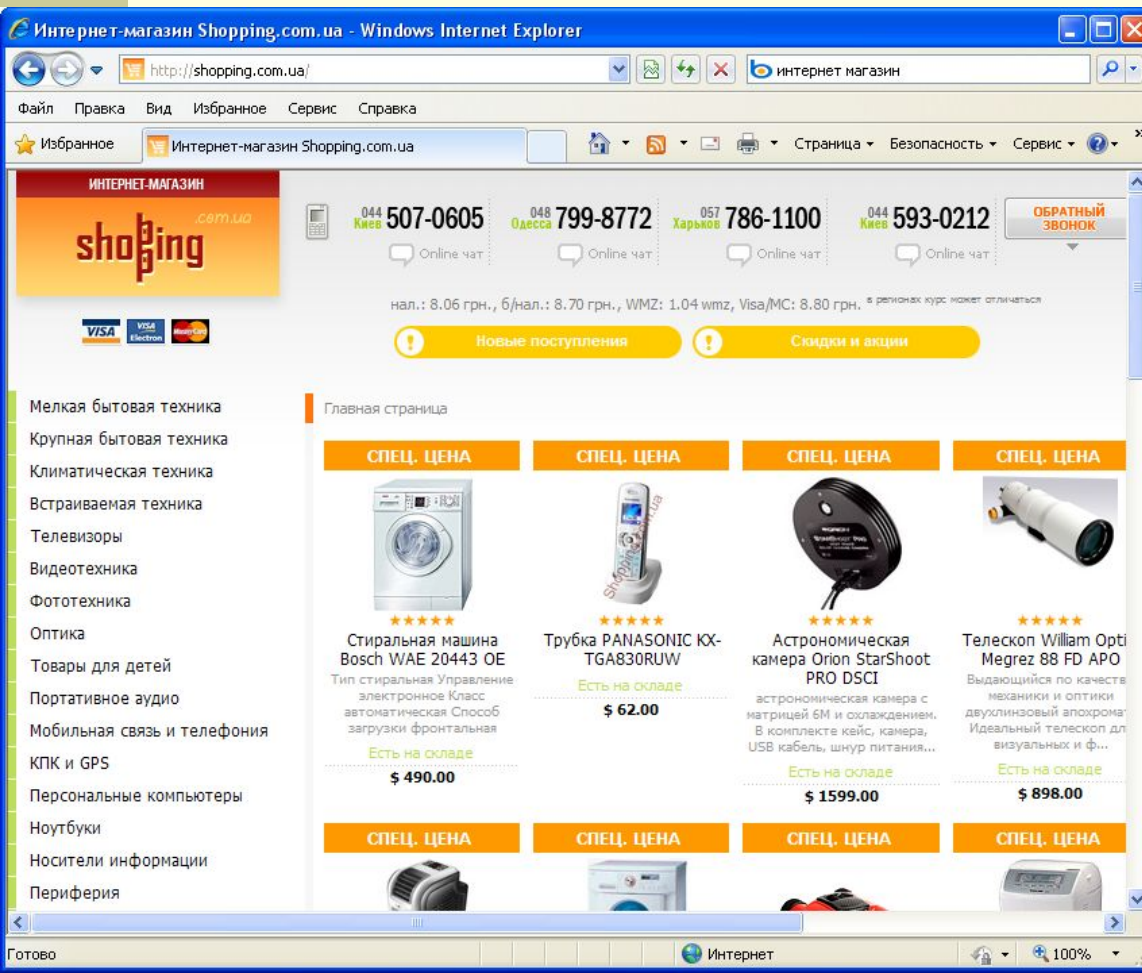 Интернет-магазин Shopping.com.ua - Windows Internet Explorer
http://shopping.com.ua/
интернет магазин
Файл Правка Вид Избранное Сервис Справка
Избранное
Интернет-магазин Shopping.com.ua
Страница Безопасность Сервис
ИНТЕРНЕТ-МАГАЗИН
shopping
.com.ua
044 Киев 507-0605
048 Одесса 799-8772
057 Харьков 786-1100
044 Киев 593-0212
ОБРАТНЫЙ
ЗВОНОК
Online чат Online чат Online чат Online чат
нал.: 8.06 грн., б/нал.: 8.70 грн., WMZ: 1.04 wmz, Visa/MC: 8.80 грн. в регионах курс может отличаться
VISA
VISA Electron
MasterCard
Новые поступления
Скидки и акции
Мелкая бытовая техника
Крупная бытовая техника
Климатическая техника
Встраиваемая техника
Телевизоры
Видеотехника
Фототехника
Оптика
Товары для детей
Портативное аудио
Мобильная связь и телефония
КПК и GPS
Персональные компьютеры
Ноутбуки
Носители информации
Периферия
Главная страница
СПЕЦ. ЦЕНА
Стиральная машина
Bosch WAE 20443 OE
Тип стиральная Управление
электронное Класс
автоматическая Способ
загрузки фронтальная
Есть на складе
$ 490.00
СПЕЦ. ЦЕНА
Shopping.com.ua
Трубка PANASONIC KX-
TGA830RUW
Есть на складе
$ 62.00
СПЕЦ. ЦЕНА
ORION
STARSHOOT PRO
Астрономическая
камера Orion StarShoot
PRO DSCI
астрономическая камера с
матрицей 6М и охлаждением.
В комплекте кейс, камера,
USB кабель, шнур питания...
Есть на складе
$ 1599.00
СПЕЦ. ЦЕНА
Телескоп William Opti
Megrez 88 FD APO
Выдающийся по качеств
механики и оптики
двухлинзовый апохрома
Идеальный телескоп дл
визуальных и ф...
Есть на складе
$ 898.00
СПЕЦ. ЦЕНА
СПЕЦ. ЦЕНА
СПЕЦ. ЦЕНА
СПЕЦ. ЦЕНА
Готово
Интернет
100%